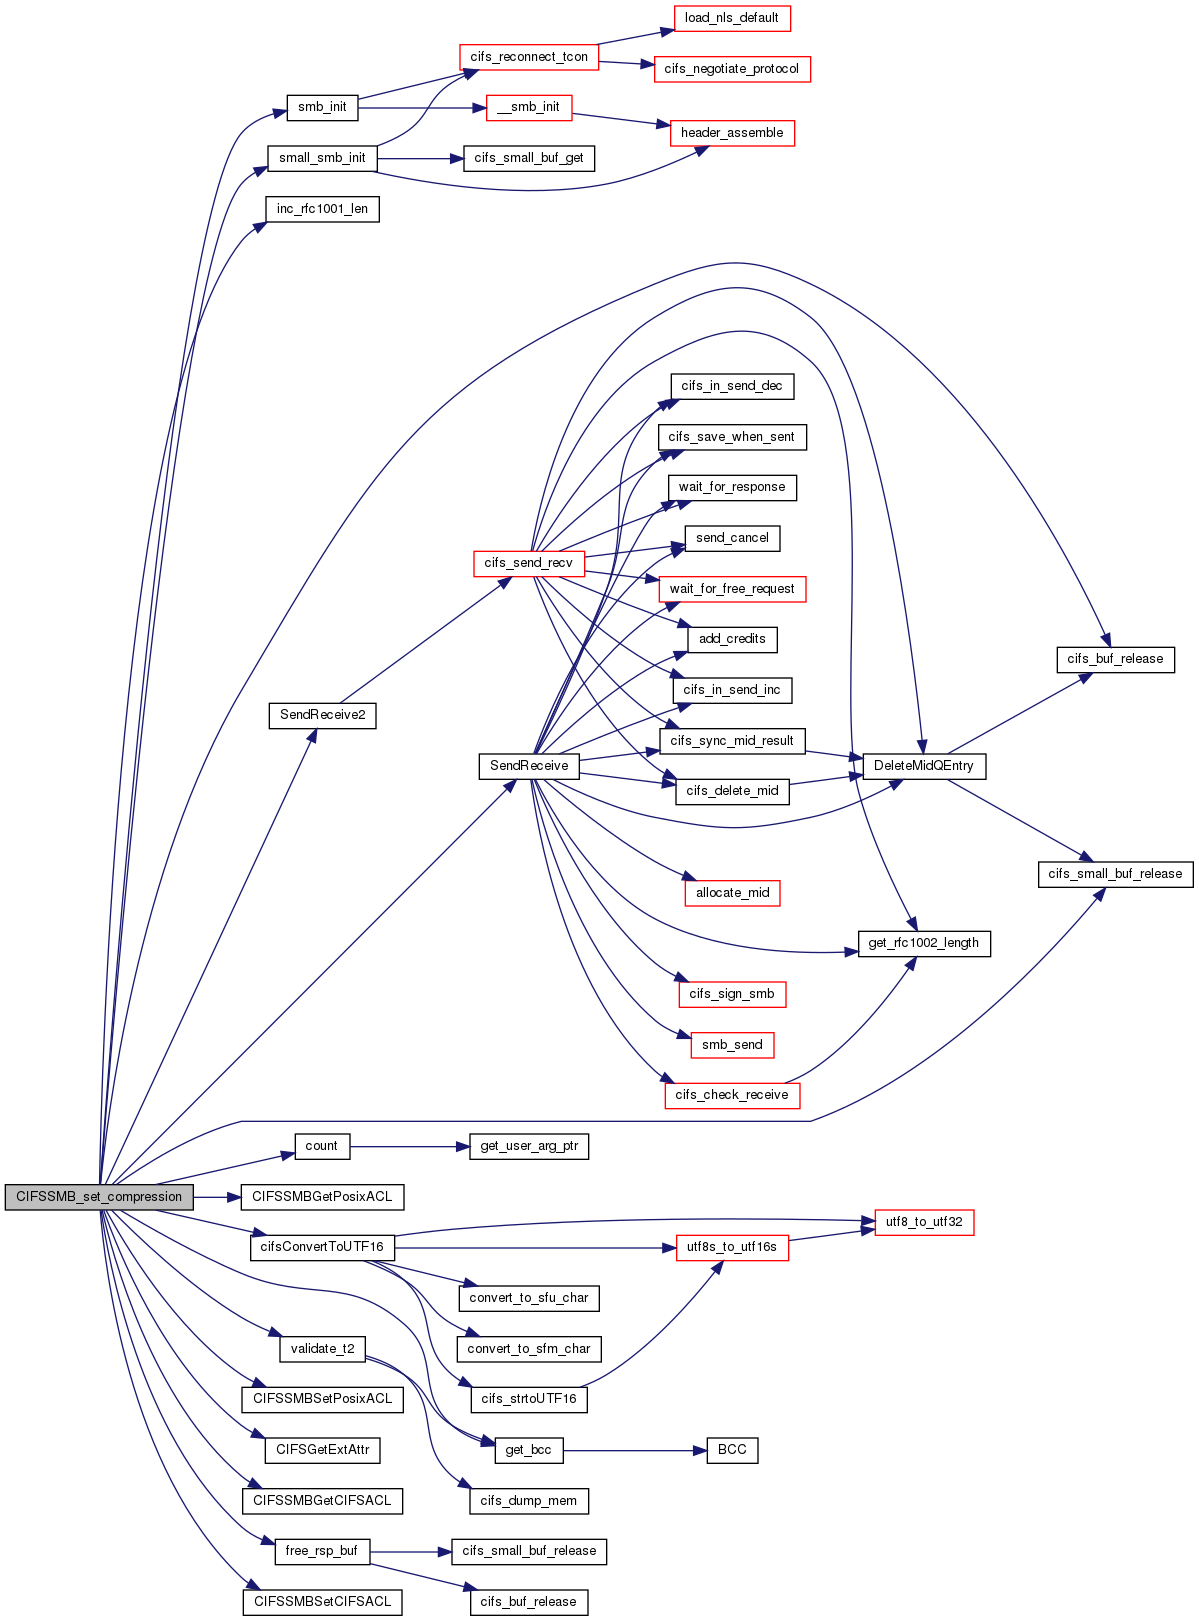 load_nls_default
cifs_reconnect_tcon
cifs_negotiate_protocol
smb_init
__smb_init
header_assemble
small_smb_init
cifs_small_buf_get
inc_rfc1001_len
cifs_in_send_dec
cifs_save_when_sent
wait_for_response
send_cancel
cifs_send_recv
wait_for_free_request
add_credits
cifs_buf_release
cifs_in_send_inc
SendReceive2
cifs_sync_mid_result
SendReceive
DeleteMidQEntry
cifs_delete_mid
cifs_small_buf_release
allocate_mid
get_rfc1002_length
cifs_sign_smb
smb_send
cifs_check_receive
count
get_user_arg_ptr
CIFSSMB_set_compression
CIFSSMBGetPosixACL
utf8_to_utf32
cifsConvertToUTF16
utf8s_to_utf16s
convert_to_sfu_char
validate_t2
convert_to_sfm_char
CIFSSMBSetPosixACL
cifs_strtoUTF16
CIFSGetExtAttr
get_bcc
BCC
CIFSSMBGetCIFSACL
cifs_dump_mem
free_rsp_buf
cifs_small_buf_release
CIFSSMBSetCIFSACL
cifs_buf_release